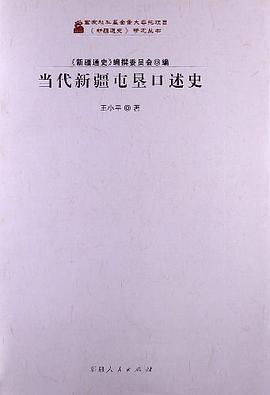 国家社科基金重大委托项目
《新疆通史》研究丛书
《新疆通史》编撰委员会◎编
当代新疆屯垦口述史
王小平◎著
新疆人民出版社